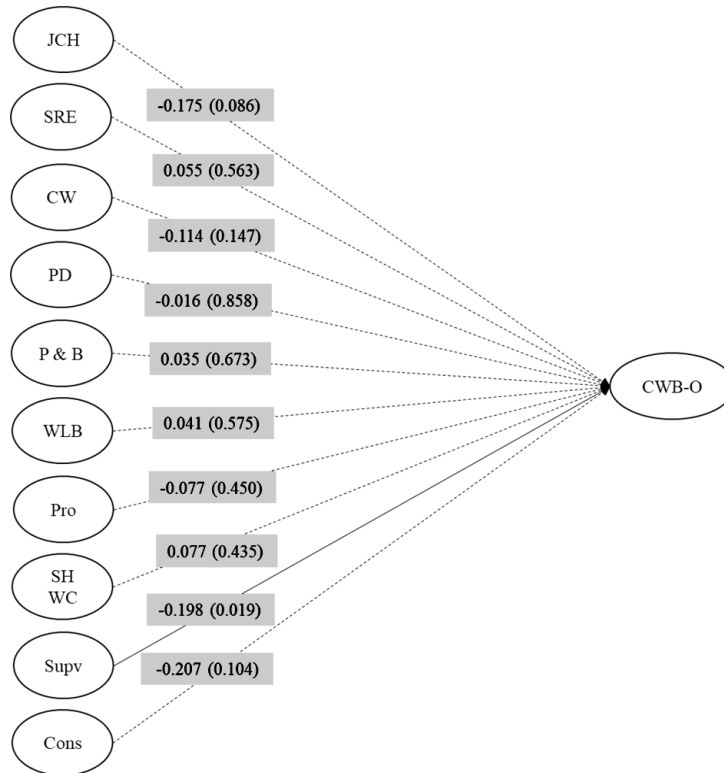 JCH
-0.175 (0.086)
SRE
0.055 (0.563)
CW
-0.114 (0.147)
PD
-0.016 (0.858)
P & B
0.035 (0.673)
CWB-O
WLB
0.041 (0.575)
Pro
-0.077 (0.450)
SH
WC
0.077 (0.435)
Supv
-0.198 (0.019)
Cons
-0.207 (0.104)